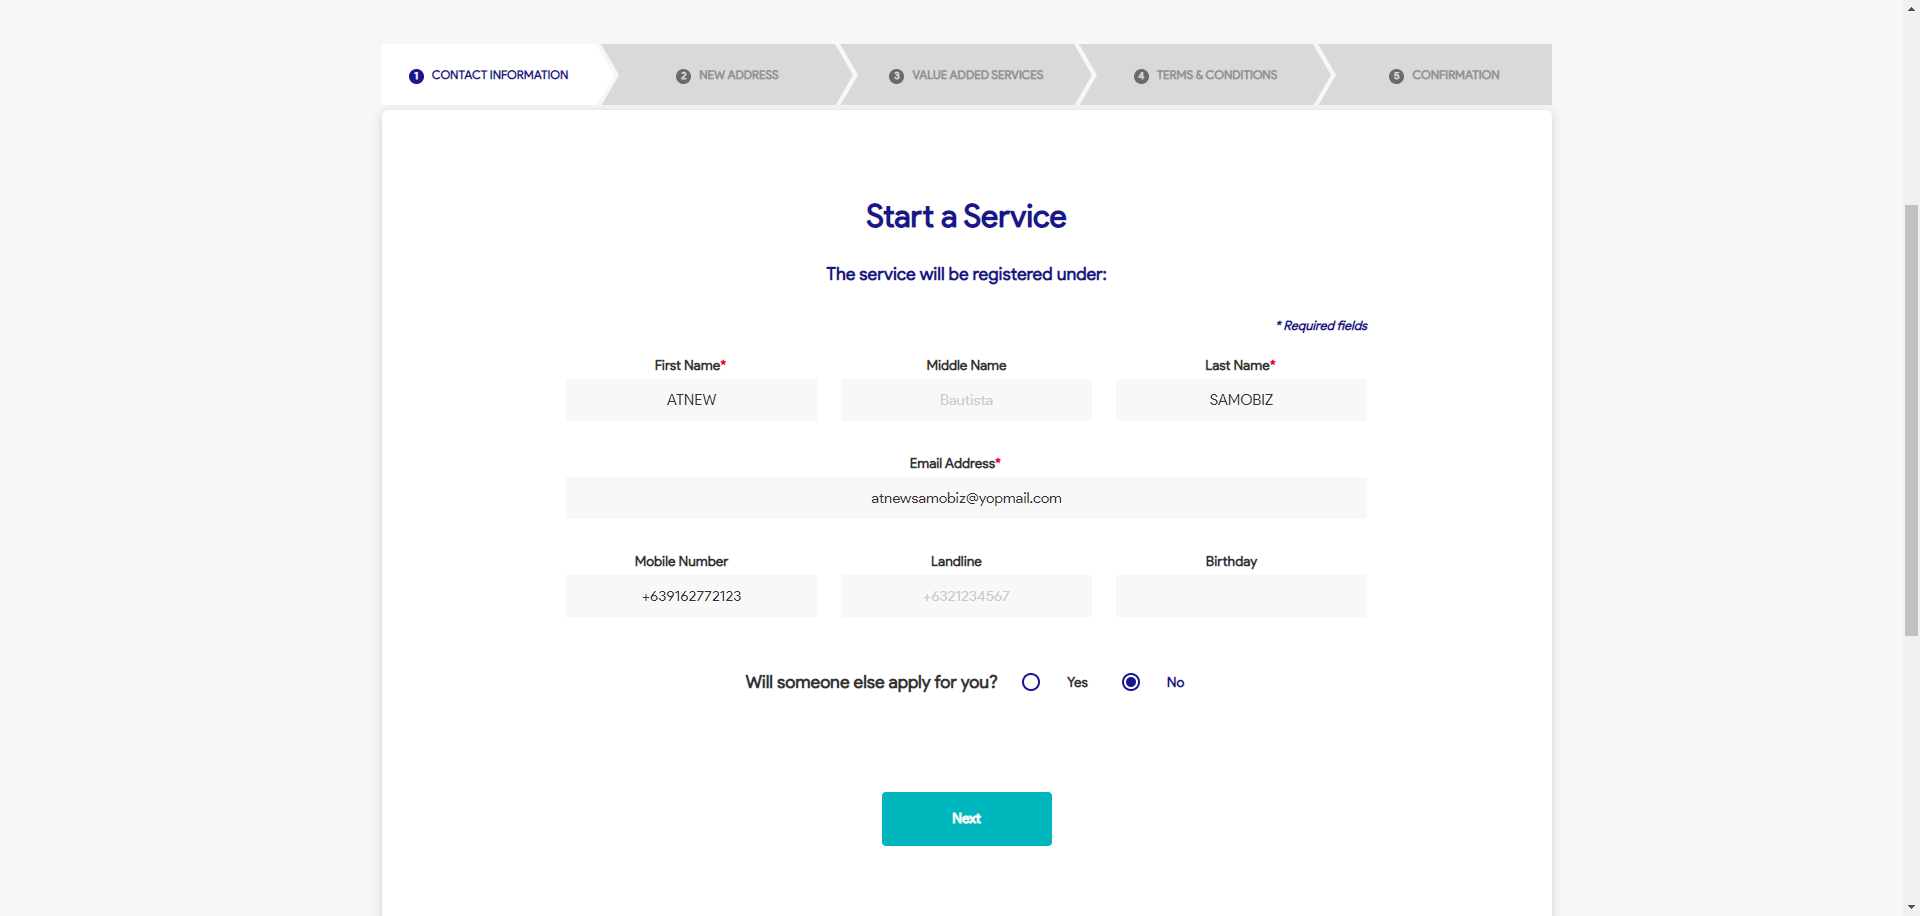 1 CONTACT INFORMATION
2 NEW ADDRESS
3 VALUE ADDED SERVICES
4 TERMS & CONDITIONS
5 CONFIRMATION
Start a Service
The service will be registered under:
* Required fields
First Name*
Middle Name
Last Name*
ATNEW
Bautista
SAMOBIZ
Email Address*
atnewsamobiz@yopmail.com
Mobile Number
Landline
Birthday
+639162772123
+6321234567
Will someone else apply for you?
Yes
No
Next